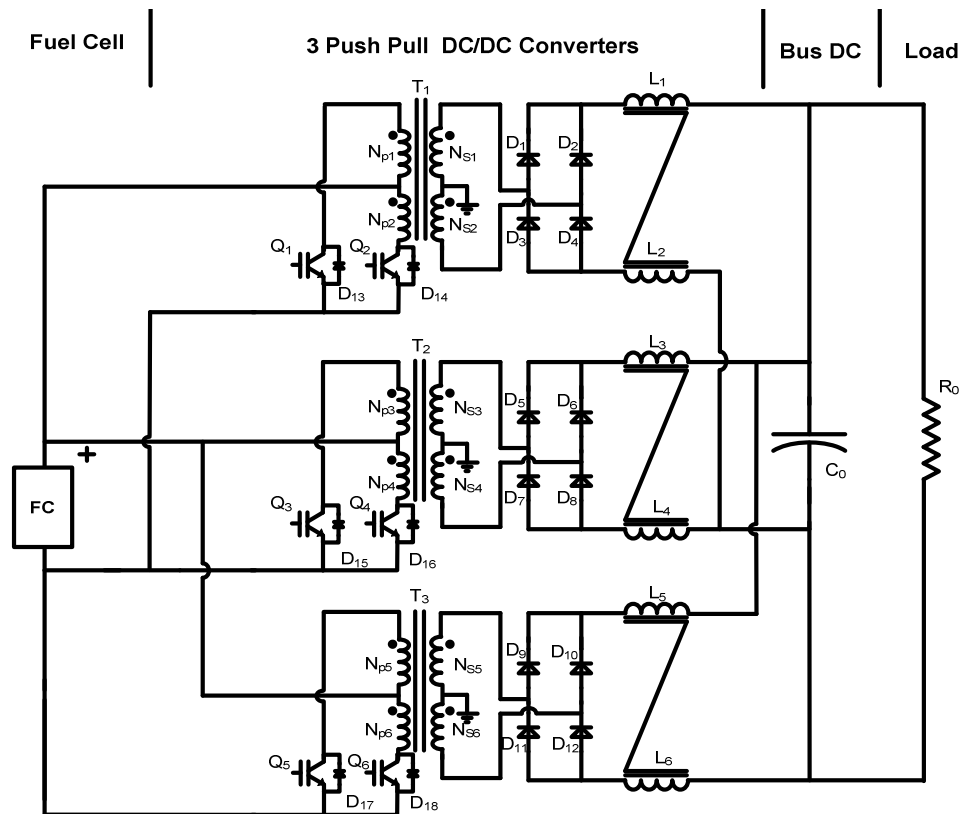 Fuel Cell
3 Push Pull DC/DC Converters
Bus DC
Load
T1
L1
Np1
NS1
D1
D2
Np2
NS2
D3
D4
Q1
Q2
L2
D13
D14
T2
L3
Np3
NS3
D5
D6
R0
+
Np4
NS4
D7
D8
C0
FC
Q3
Q4
L4
D15
D16
T3
L5
Np5
NS5
D9
D10
Np6
NS6
D11
D12
Q5
Q6
L6
D17
D18